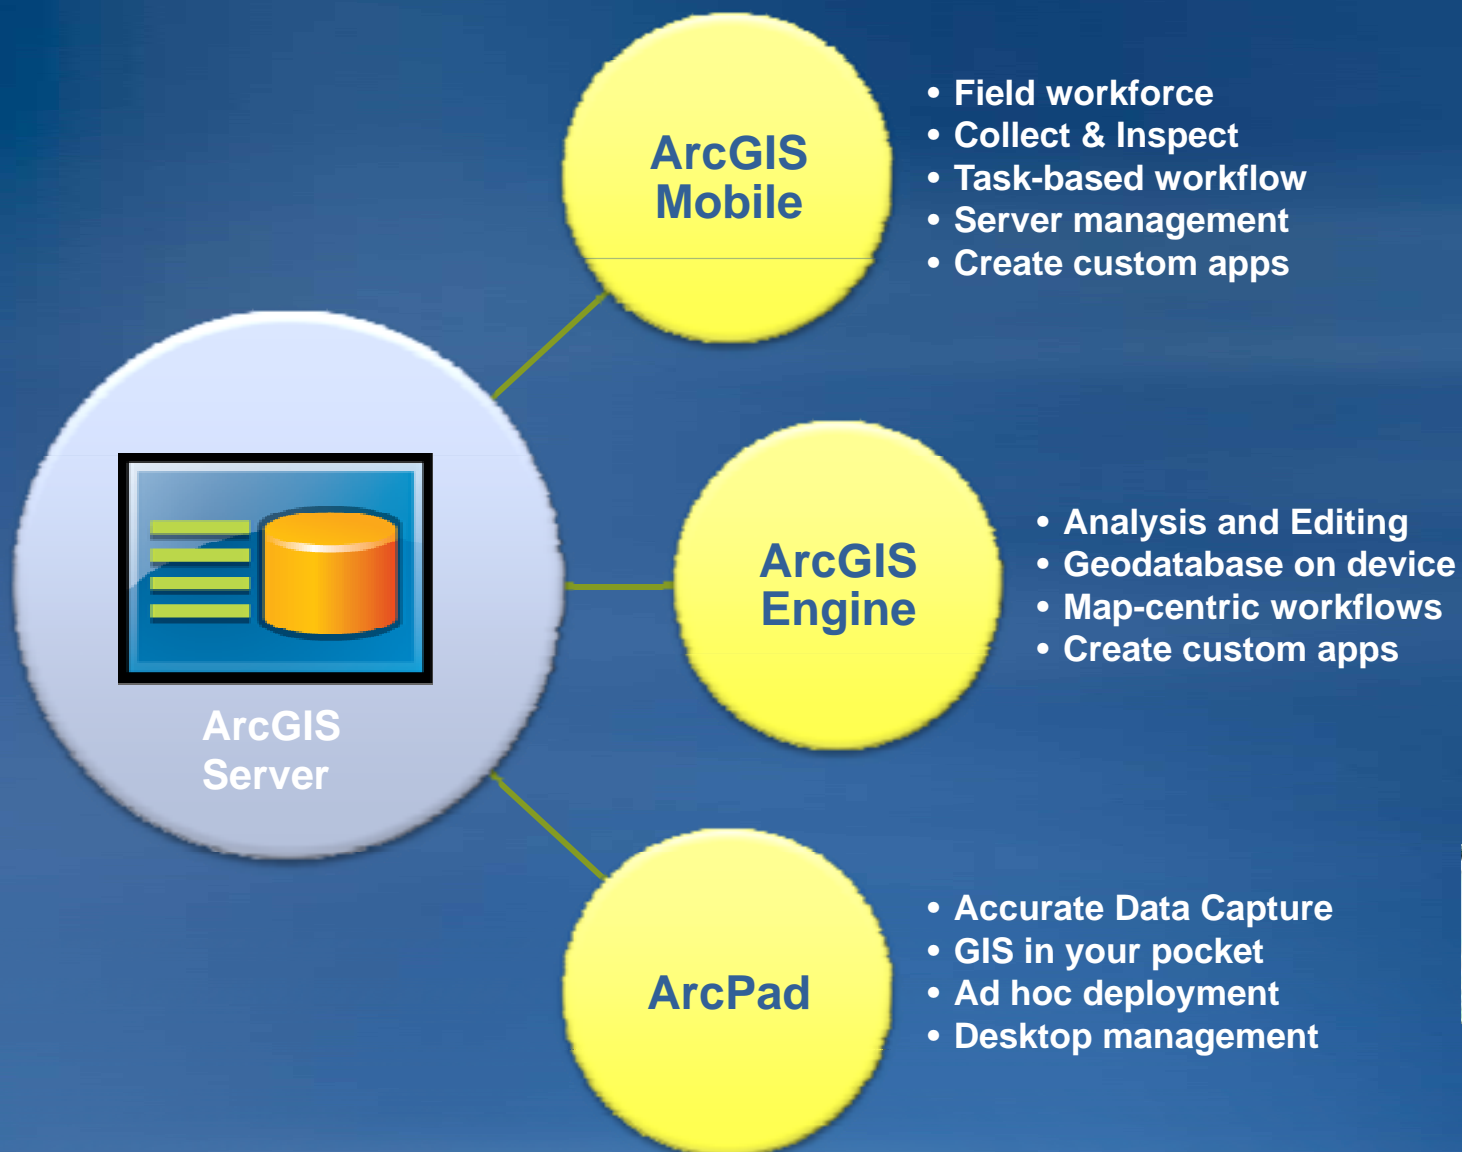 ArcGIS
Mobile
• Field workforce
• Collect & Inspect
• Task-based workflow
• Server management
• Create custom apps
ArcGIS
Server
ArcGIS
Engine
• Analysis and Editing
• Geodatabase on device
• Map-centric workflows
• Create custom apps
ArcPad
• Accurate Data Capture
• GIS in your pocket
• Ad hoc deployment
• Desktop management